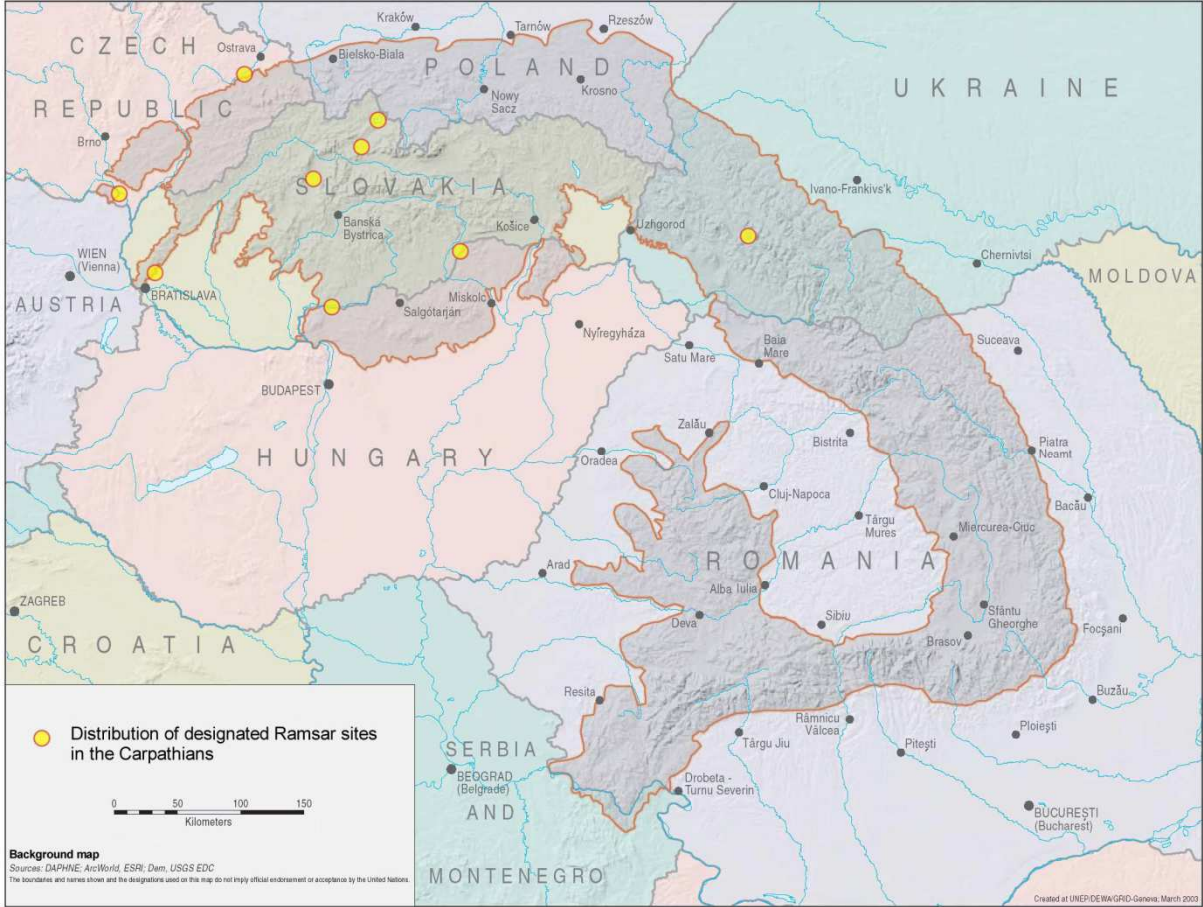 Kraków
Tarnów
Rzeszów
CZECH
Ostrava
Bielsko-Biala
POLAND
Krosno
UKRAINE
REPUBLIC
Nowy
Sacz
Brno
SLOVAKIA
Ivano-Frankivs'k
Banská
Bystrica
Košice
Uzhgorod
Chernivtsi
WIEN
(Vienna)
MOLDOVA
AUSTRIA
BRATISLAVA
Salgótarján
Miskolc
Nyíregyháza
Satu Mare
Baia
Mare
Suceava
BUDAPEST
Zalău
Bistrita
Piatra
Neamt
HUNGARY
Oradea
Cluj-Napoca
Bacău
Târgu
Mures
Miercurea-Ciuc
ROMANIA
Arad
Alba Iulia
ZAGREB
Deva
Sibiu
Sfântu
Gheorghe
Focşani
CROATIA
Brasov
Resita
Buzău
Râmnicu
Vâlcea
Târgu Jiu
Piteşti
Ploieşti
SERBIA
BEOGRAD
(Belgrade)
AND
Drobeta -
Turnu Severin
BUCUREŞTI
(Bucharest)
MONTENEGRO
Distribution of designated Ramsar sites
in the Carpathians
0 50 100 150
Kilometers
Background map
Sources: DAPHNE; ArcWorld, ESRI; Dem, USGS EDC
The boundaries and names shown and the designations used on this map do not imply official endorsement or acceptance by the United Nations.
Created at UNEP/DEWA/GRID-Geneva, March 2003